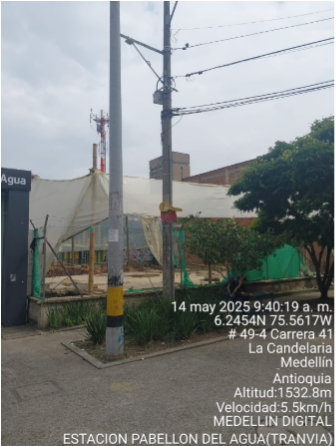 Agua
14 may 2025 9:40:19 a. m.
6.2454N 75.5617W
# 49-4 Carrera 41
La Candelaria
Medellín
Antioquia
Altitud:1532.8m
Velocidad:5.5km/h
MEDELLIN DIGITAL
ESTACION PABELLON DEL AGUA(TRANVIA)